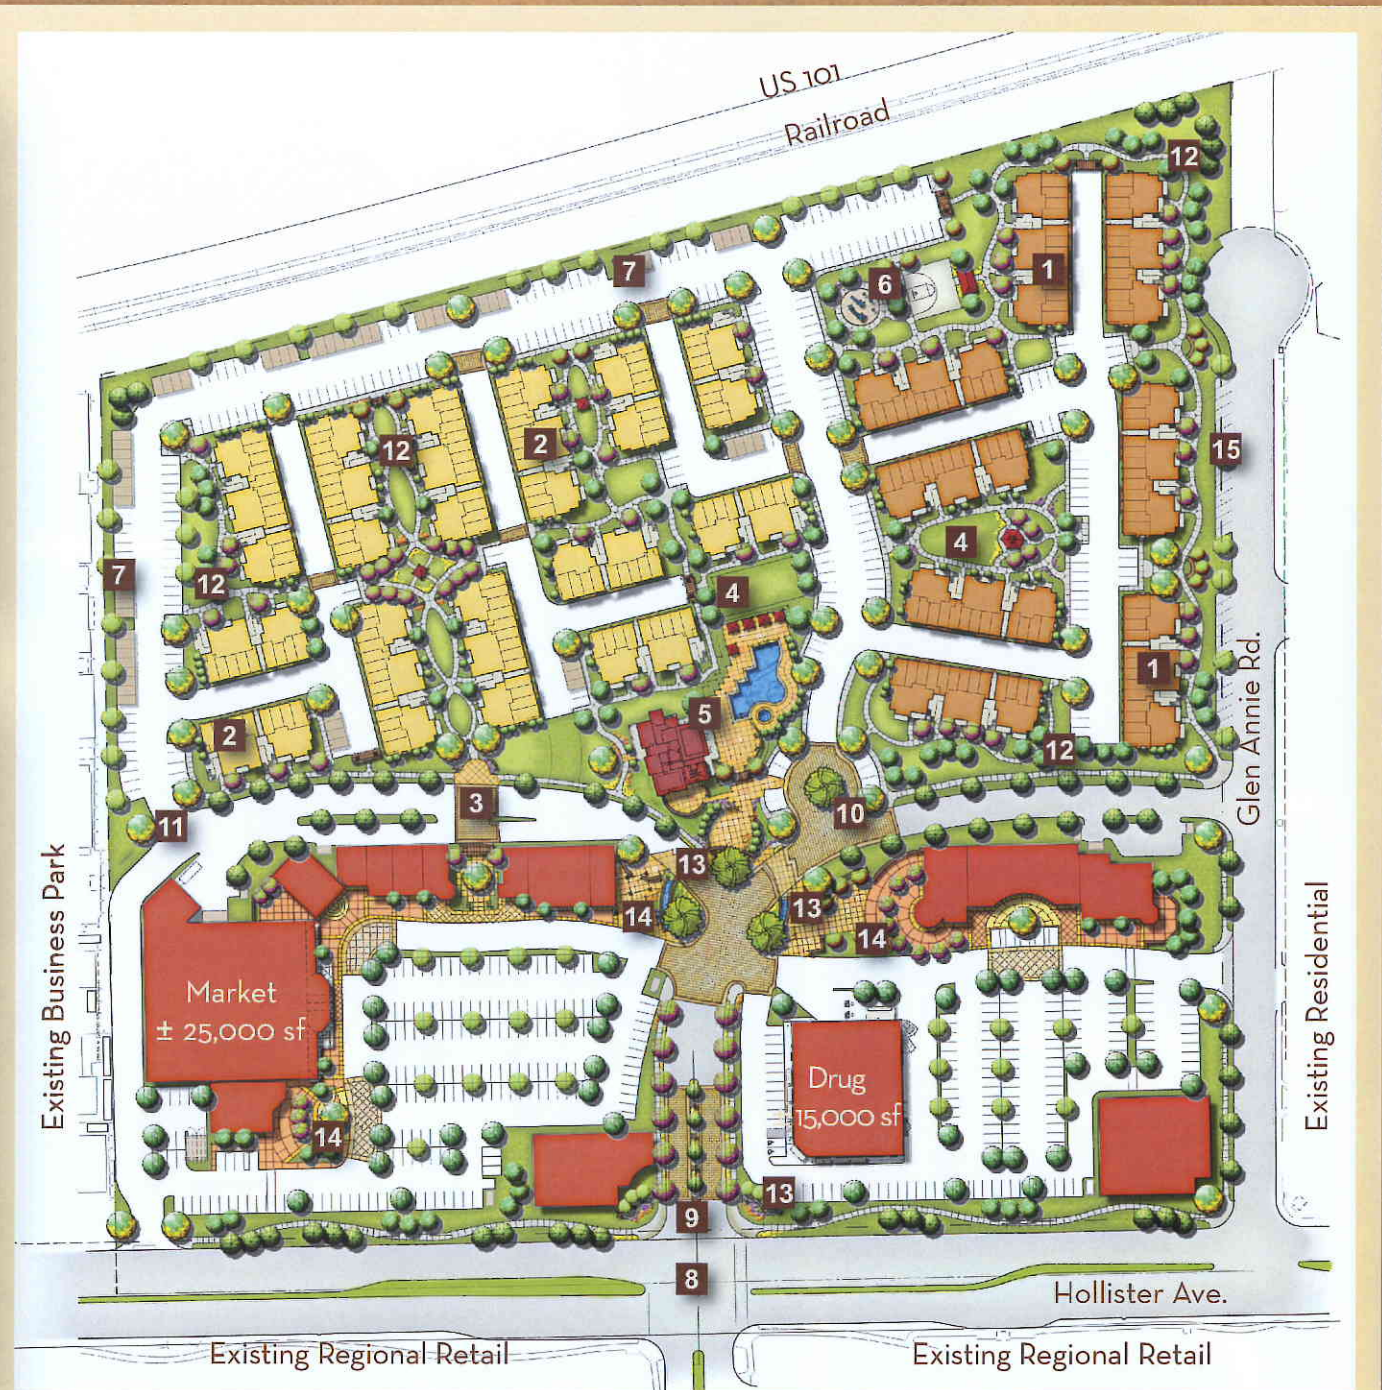 US 101
Railroad
12
1
7
6
12
2
15
4
7
12
4
1
5
2
12
3
10
11
13
13
14
14
Market
± 25,000 sf
Drug
15,000 sf
14
13
9
8
Hollister Ave.
Glen Annie Rd.
Existing Business Park
Existing Residential
Existing Regional Retail
Existing Regional Retail